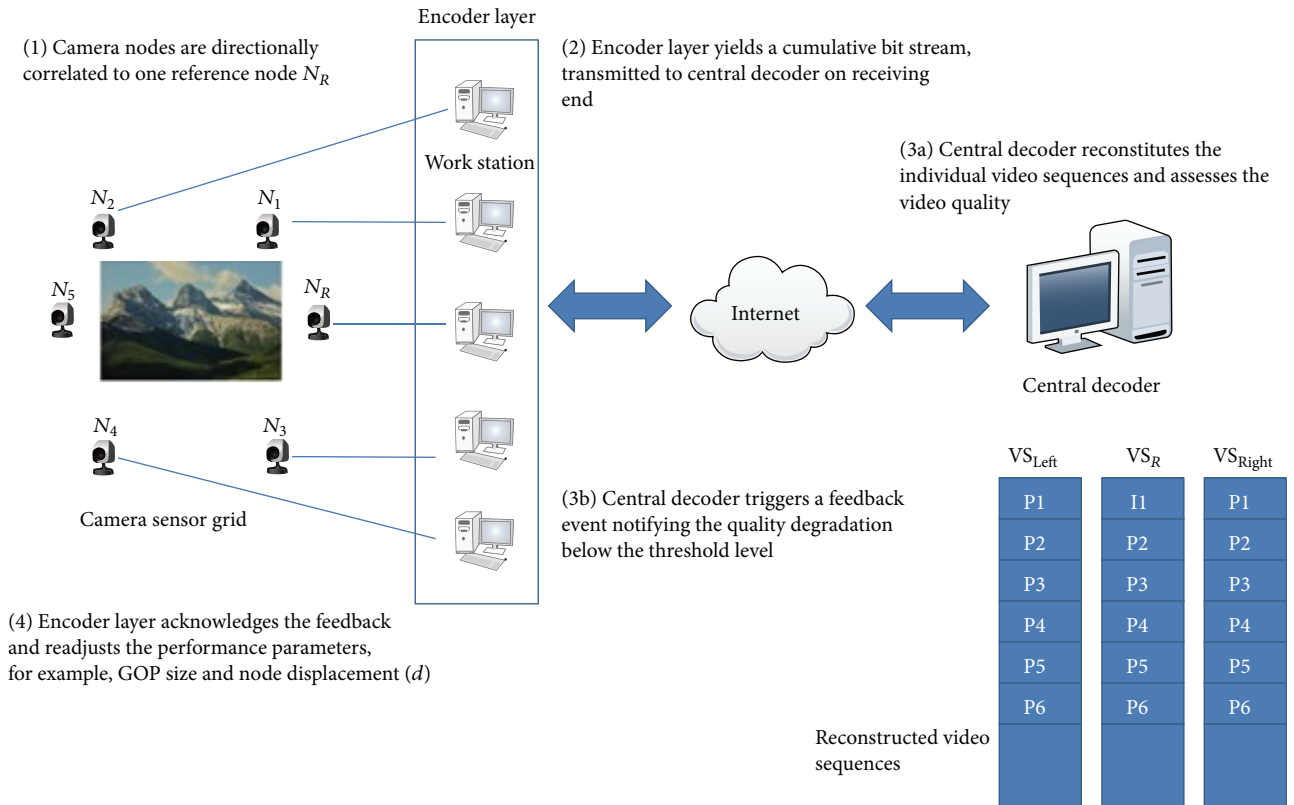 Encoder layer
(1) Camera nodes are directionally
correlated to one reference node N_R
(2) Encoder layer yields a cumulative bit stream,
transmitted to central decoder on receiving
end
Work station
(3a) Central decoder reconstitutes the
individual video sequences and assesses the
video quality
N_2
N_1
N_5
N_R
Internet
Central decoder
N_4
N_3
Camera sensor grid
(3b) Central decoder triggers a feedback
event notifying the quality degradation
below the threshold level
(4) Encoder layer acknowledges the feedback
and readjusts the performance parameters,
for example, GOP size and node displacement (d)
VS_Left VS_R VS_Right
P1 I1 P1
P2 P2 P2
P3 P3 P3
P4 P4 P4
P5 P5 P5
P6 P6 P6
Reconstructed video
sequences